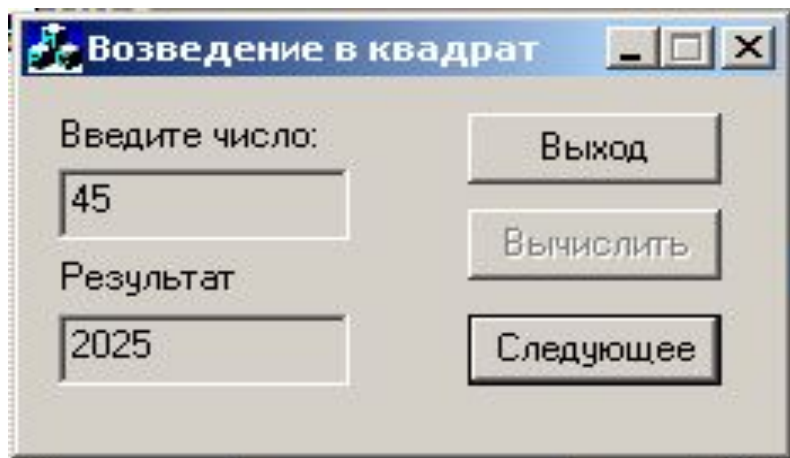 Возведение в квадрат
Введите число:
45
Результат
2025
Выход
Вычислить
Следующее